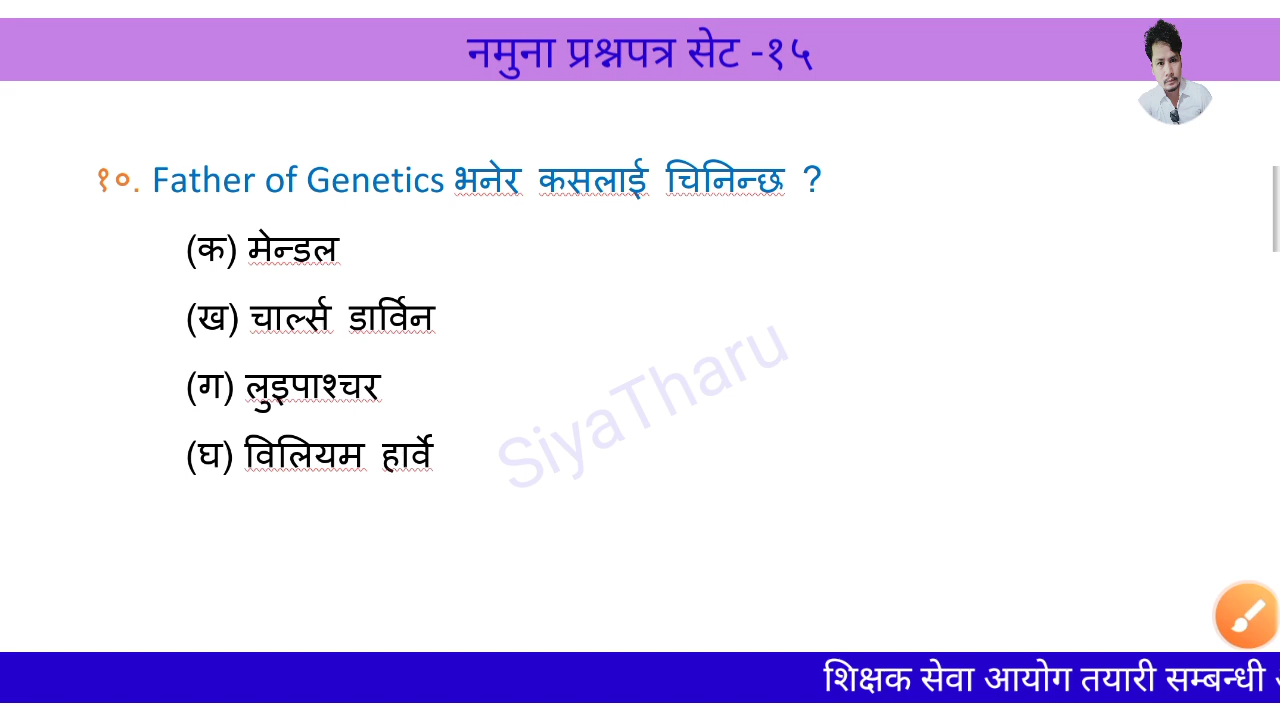 नमुना प्रश्नपत्र सेट -१५
१०. Father of Genetics भनेर कसलाई चिनिन्छ ?
(क) मेन्डल
(ख) चार्ल्स डार्विन
(ग) लुइपाश्चर
(घ) विलियम हार्वे
SiyaTharu
शिक्षक सेवा आयोग तयारी सम्बन्धी